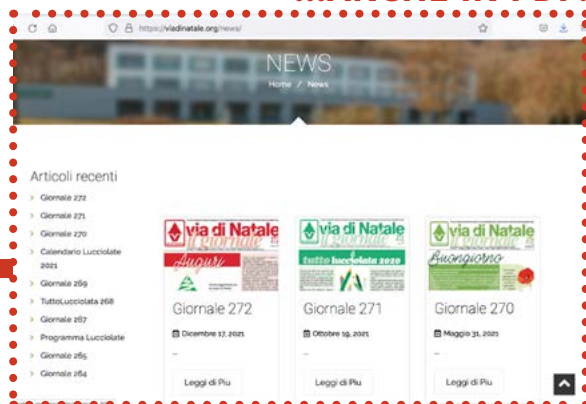 https://viadinatale.org/news/
NEWS
Home / News
Articoli recenti
Giornale 272
Giornale 271
Giornale 270
Calendario Lucciolate
2021
Giornale 269
TuttoLucciolata 268
Giornale 267
Programma Lucciolate
Giornale 265
Giornale 264
via di Natale
il giornale
Auguri
Giornale 272
Dicembre 17, 2021
...
Leggi di Piu
via di Natale
il giornale
tutto lucciolata 2020
Giornale 271
Ottobre 19, 2021
...
Leggi di Piu
via di Natale
il giornale
Buongiorno
Giornale 270
Maggio 31, 2021
...
Leggi di Piu